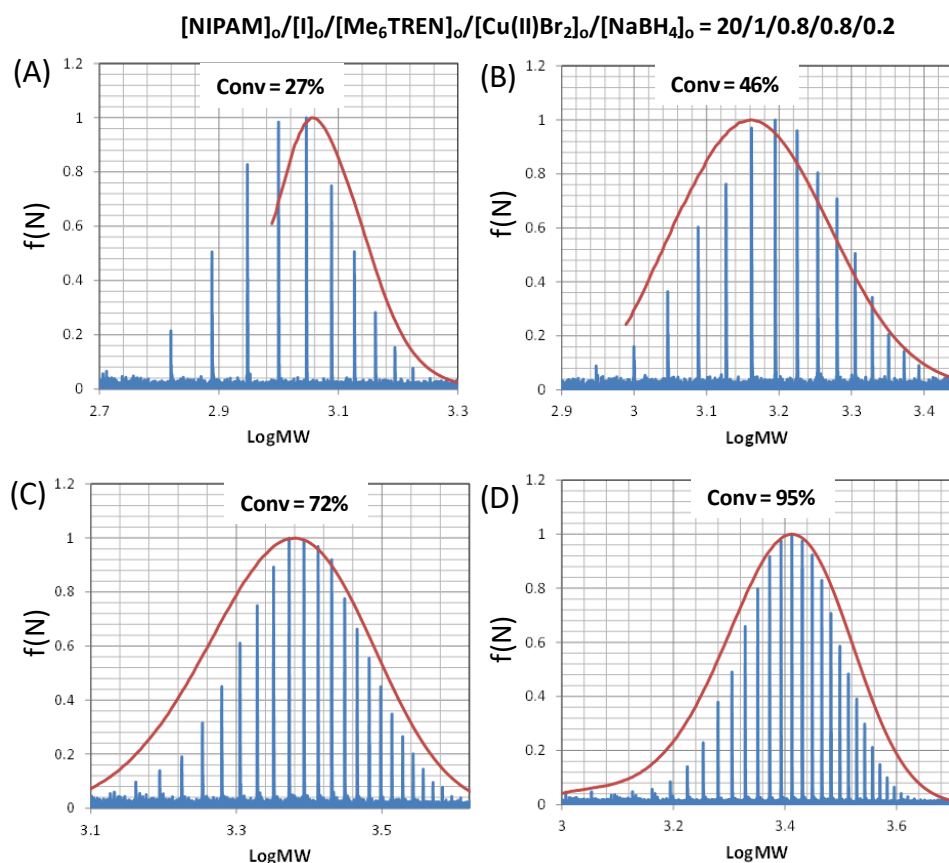 [NIPAM]o/[I]o/[Me6TREN]o/[Cu(II)Br2]o/[NaBH4]o = 20/1/0.8/0.8/0.2
(A)
Conv = 27%
f(N)
1.2
1
0.8
0.6
0.4
0.2
0
2.7 2.9 3.1 3.3
LogMW
(B)
Conv = 46%
f(N)
1.2
1
0.8
0.6
0.4
0.2
0
2.9 3 3.1 3.2 3.3 3.4
LogMW
(C)
Conv = 72%
f(N)
1.2
1
0.8
0.6
0.4
0.2
0
3.1 3.3 3.5
LogMW
(D)
Conv = 95%
f(N)
1.2
1
0.8
0.6
0.4
0.2
0
3 3.2 3.4 3.6
LogMW